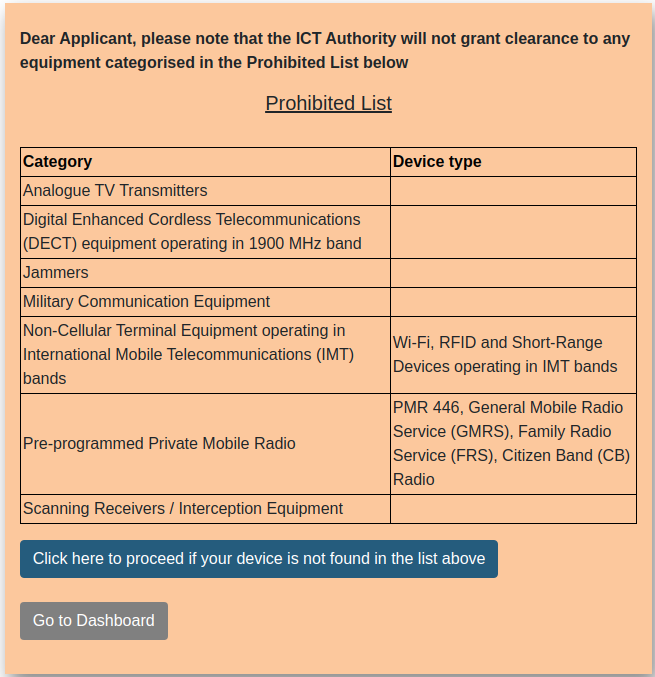 Dear Applicant, please note that the ICT Authority will not grant clearance to any
equipment categorised in the Prohibited List below
Prohibited List
Category
Device type
Analogue TV Transmitters
Digital Enhanced Cordless Telecommunications
(DECT) equipment operating in 1900 MHz band
Jammers
Military Communication Equipment
Non-Cellular Terminal Equipment operating in
International Mobile Telecommunications (IMT)
bands
Wi-Fi, RFID and Short-Range
Devices operating in IMT bands
Pre-programmed Private Mobile Radio
PMR 446, General Mobile Radio
Service (GMRS), Family Radio
Service (FRS), Citizen Band (CB)
Radio
Scanning Receivers / Interception Equipment
Click here to proceed if your device is not found in the list above
Go to Dashboard